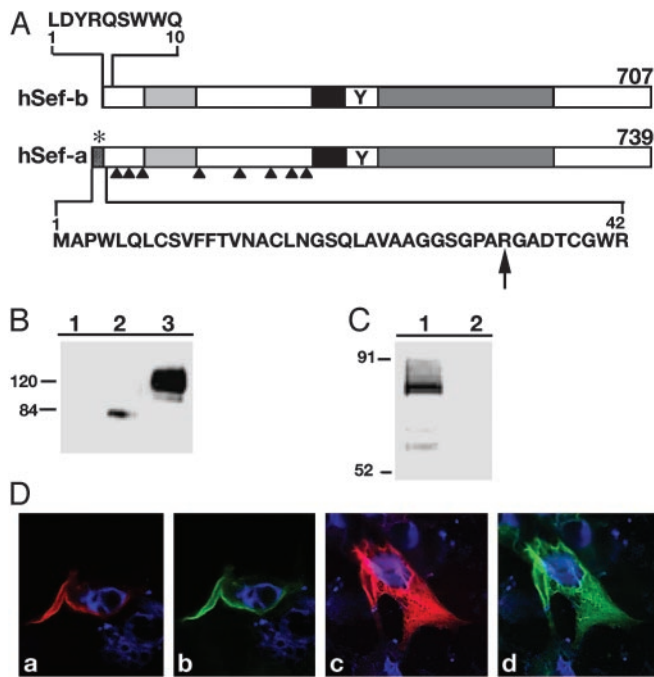 A
LDYRQSWWQ
1 10
707
hSef-b Y
*
739
hSef-a Y
1 42
MAPWLQLCSVFFTVNACLNGSQLAVAAGGSGPARGADTCGWR
B
1 2 3
120
84
C
1 2
91
52
D
a b c d